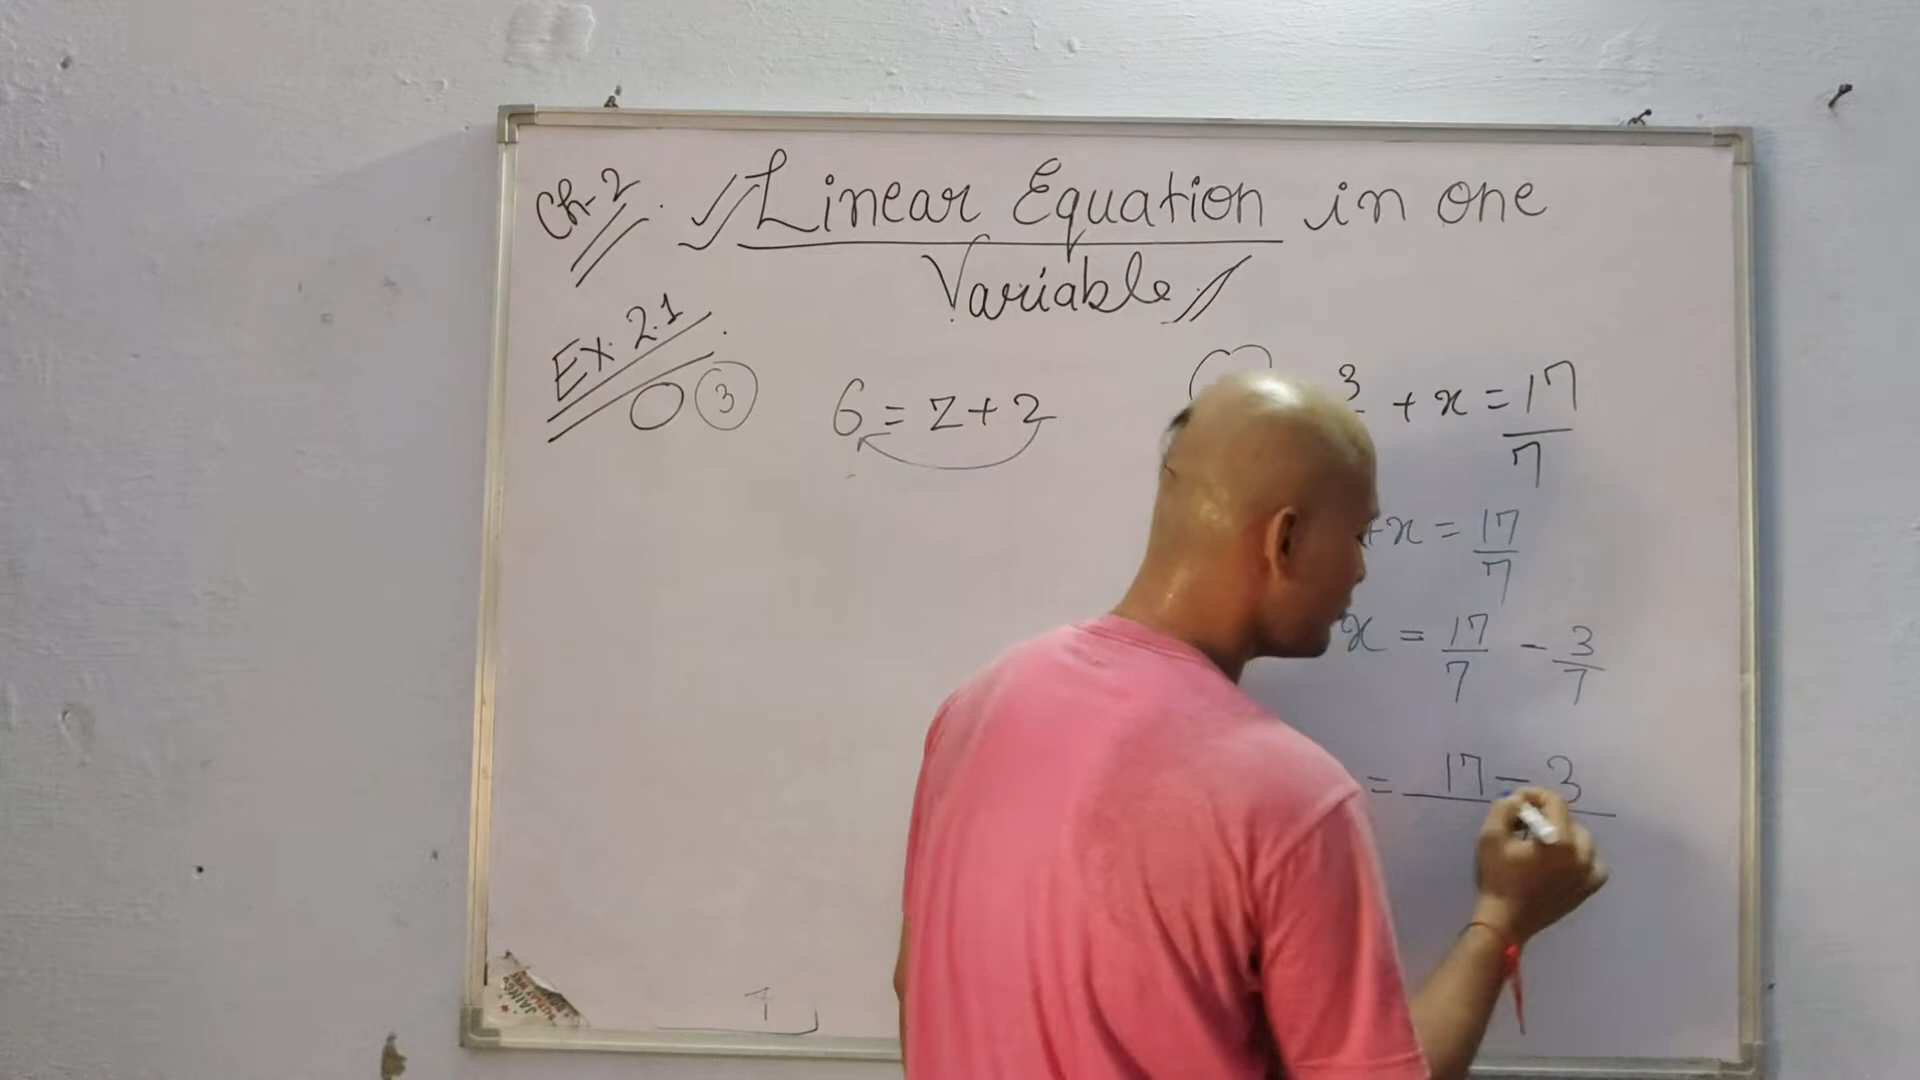 Ch-2. Linear Equation in one
Variable
Ex. 2.1
③ 6 = z + 2
3 + x = 17/7
+x = 17/7
x = 17/7 - 3/7
= 17 - 3